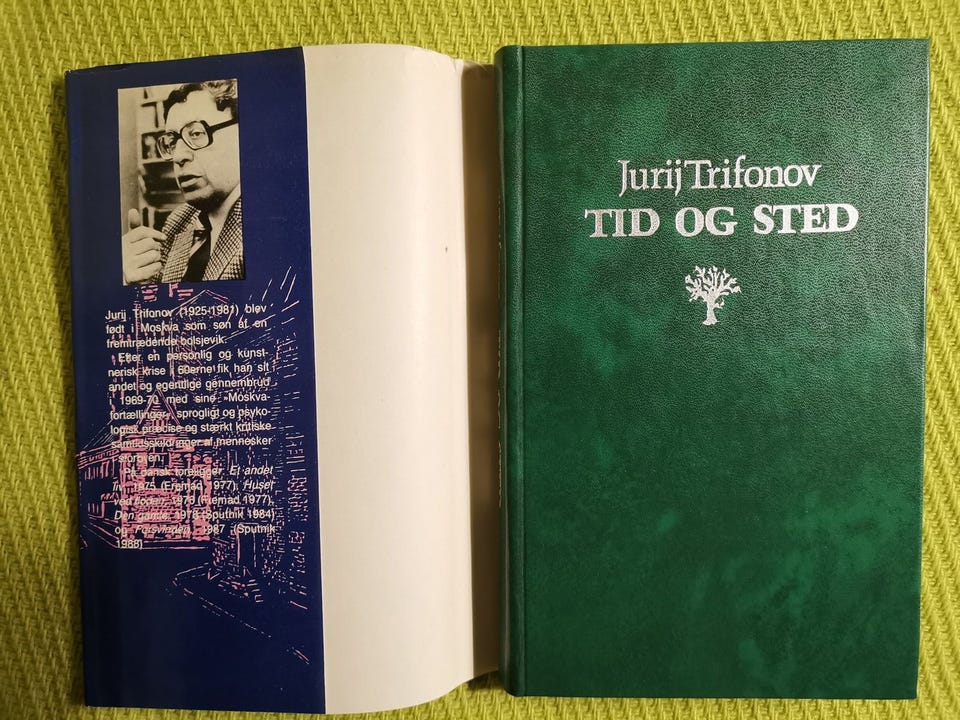 Jurij Trifonov (1925-1981) blev
født i Moskva som søn af en
fremtrædende bolsjevik.
Efter en personlig og kunst-
nerisk krise i 60erne fik han sit
andet og egentlige gennembrud
i 1969-70 med sine »Moskva-
fortællinger«, sprogligt og psyko-
logisk præcise og stærkt kritiske
samtidsskildringer af mennesker
i storbyen.
På dansk foreligger: Et andet
liv, 1975 (Fremad 1977), Huset
ved floden, 1976 (Fremad 1977),
Den gamle, 1978 (Sputnik 1984)
og Forsvinden, 1987 (Sputnik
1988)
Jurij Trifonov
TID OG STED